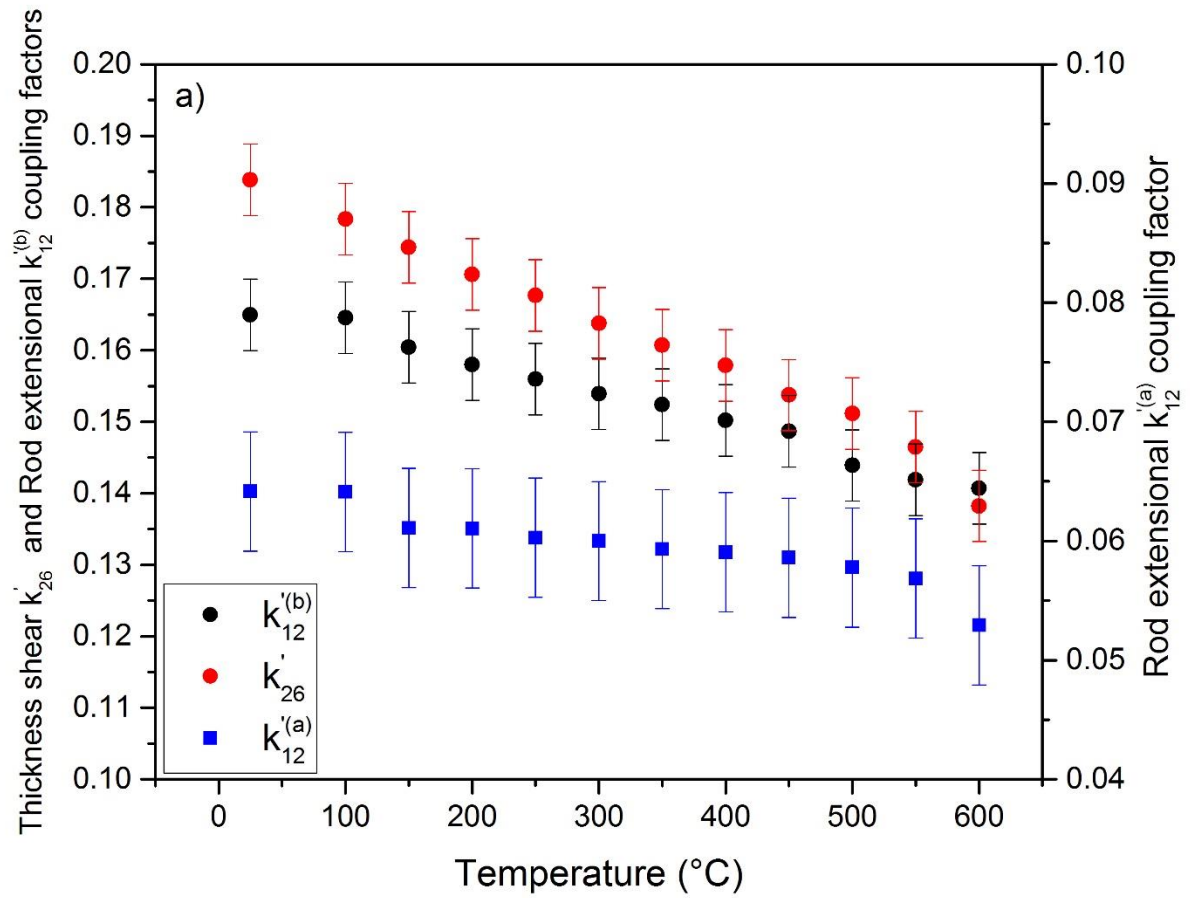 a)
Thickness shear k'26 and Rod extensional k'(b)12 coupling factors
0.20
0.19
0.18
0.17
0.16
0.15
0.14
0.13
0.12
0.11
0.10
k'(b)12
k'26
k'(a)12
0.10
0.09
0.08
0.07
0.06
0.05
0.04
Rod extensional k'(a)12 coupling factor
0 100 200 300 400 500 600
Temperature (°C)